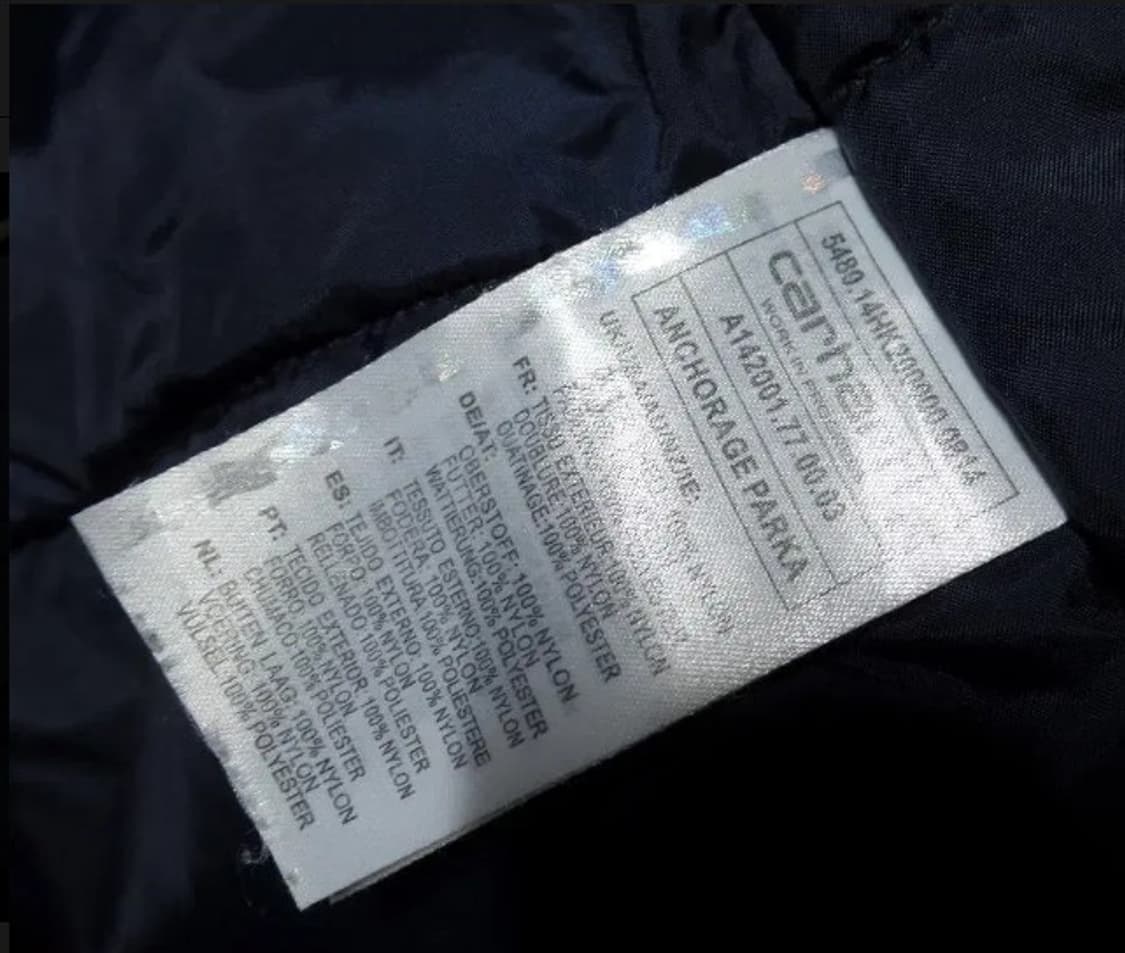 carhartt
WORK IN PROGRESS
A142001.77.00.03
ANCHORAGE PARKA
FR: TISSU EXTERIEUR:100% NYLON
DOUBLURE:100% NYLON
OUATINAGE:100% POLYESTER
DE/AT: OBERSTOFF: 100% NYLON
FUTTER: 100% NYLON
WATTIERUNG:100% POLYESTER
IT: TESSUTO ESTERNO:100% NYLON
FODERA, 100% NYLON
IMBOTTITURA 100% POLIESTERE
ES: TEJIDO EXTERNO 100% NYLON
FORRO: 100% NYLON
RELLENADO 100% POLIESTER
PT: TECIDO EXTERIOR, 100% NYLON
FORRO, 100% NYLON
CHUMAÇO:100% POLIESTER
NL: BUITEN LAAG: 100% NYLON
VOERING, 100% NYLON
VULSEL, 100% POLYESTER